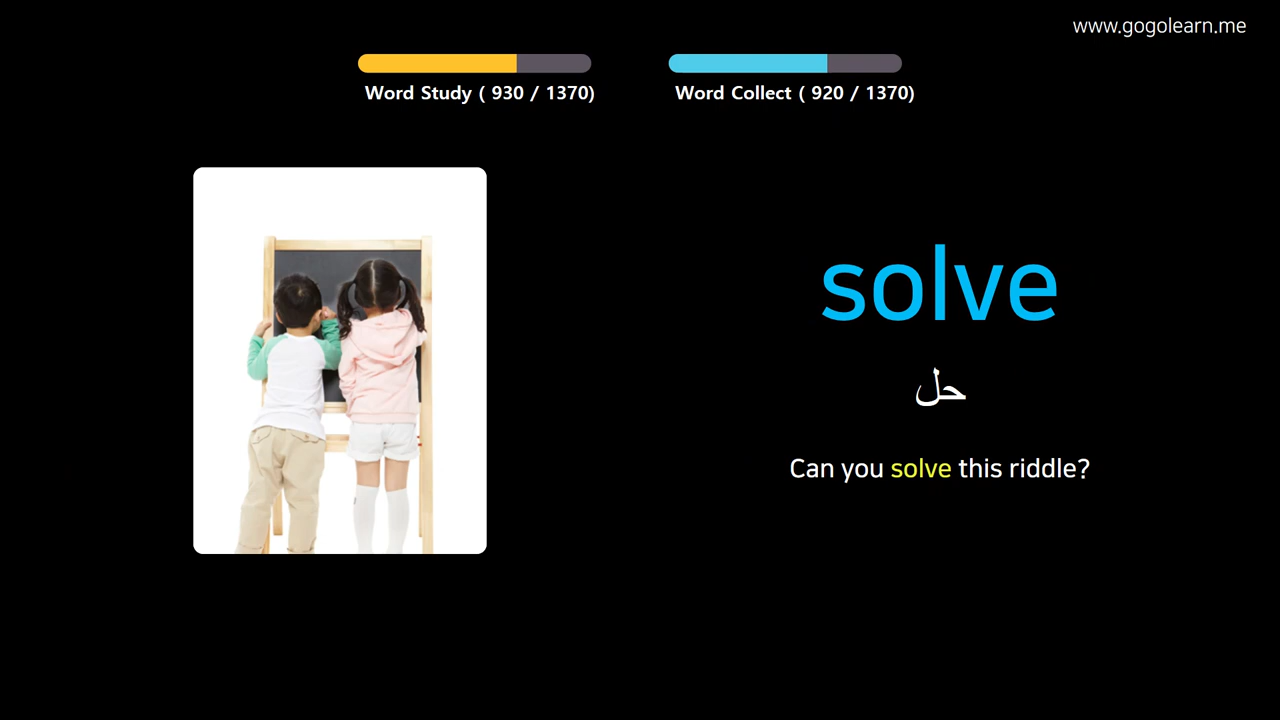 www.gogolearn.me
Word Study ( 930 / 1370)
Word Collect ( 920 / 1370)
solve
حل
Can you solve this riddle?